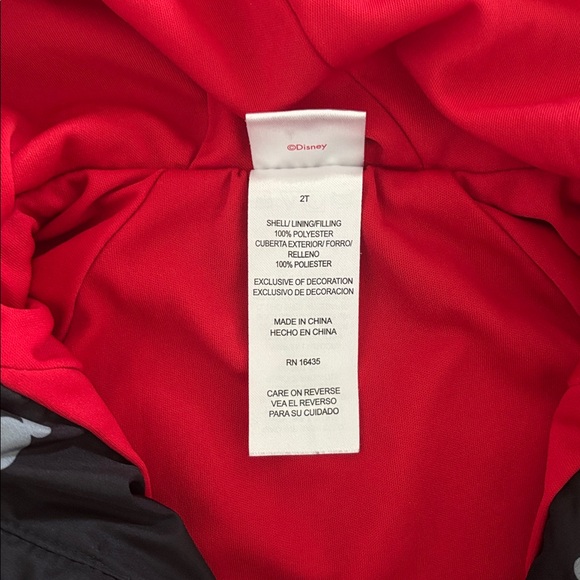 ©Disney
2T
SHELL/ LINING/FILLING
100% POLYESTER
CUBIERTA EXTERIOR/ FORRO/
RELLENO
100% POLIESTER
EXCLUSIVE OF DECORATION
EXCLUSIVO DE DECORACION
MADE IN CHINA
HECHO EN CHINA
RN 16435
CARE ON REVERSE
VEA EL REVERSO
PARA SU CUIDADO